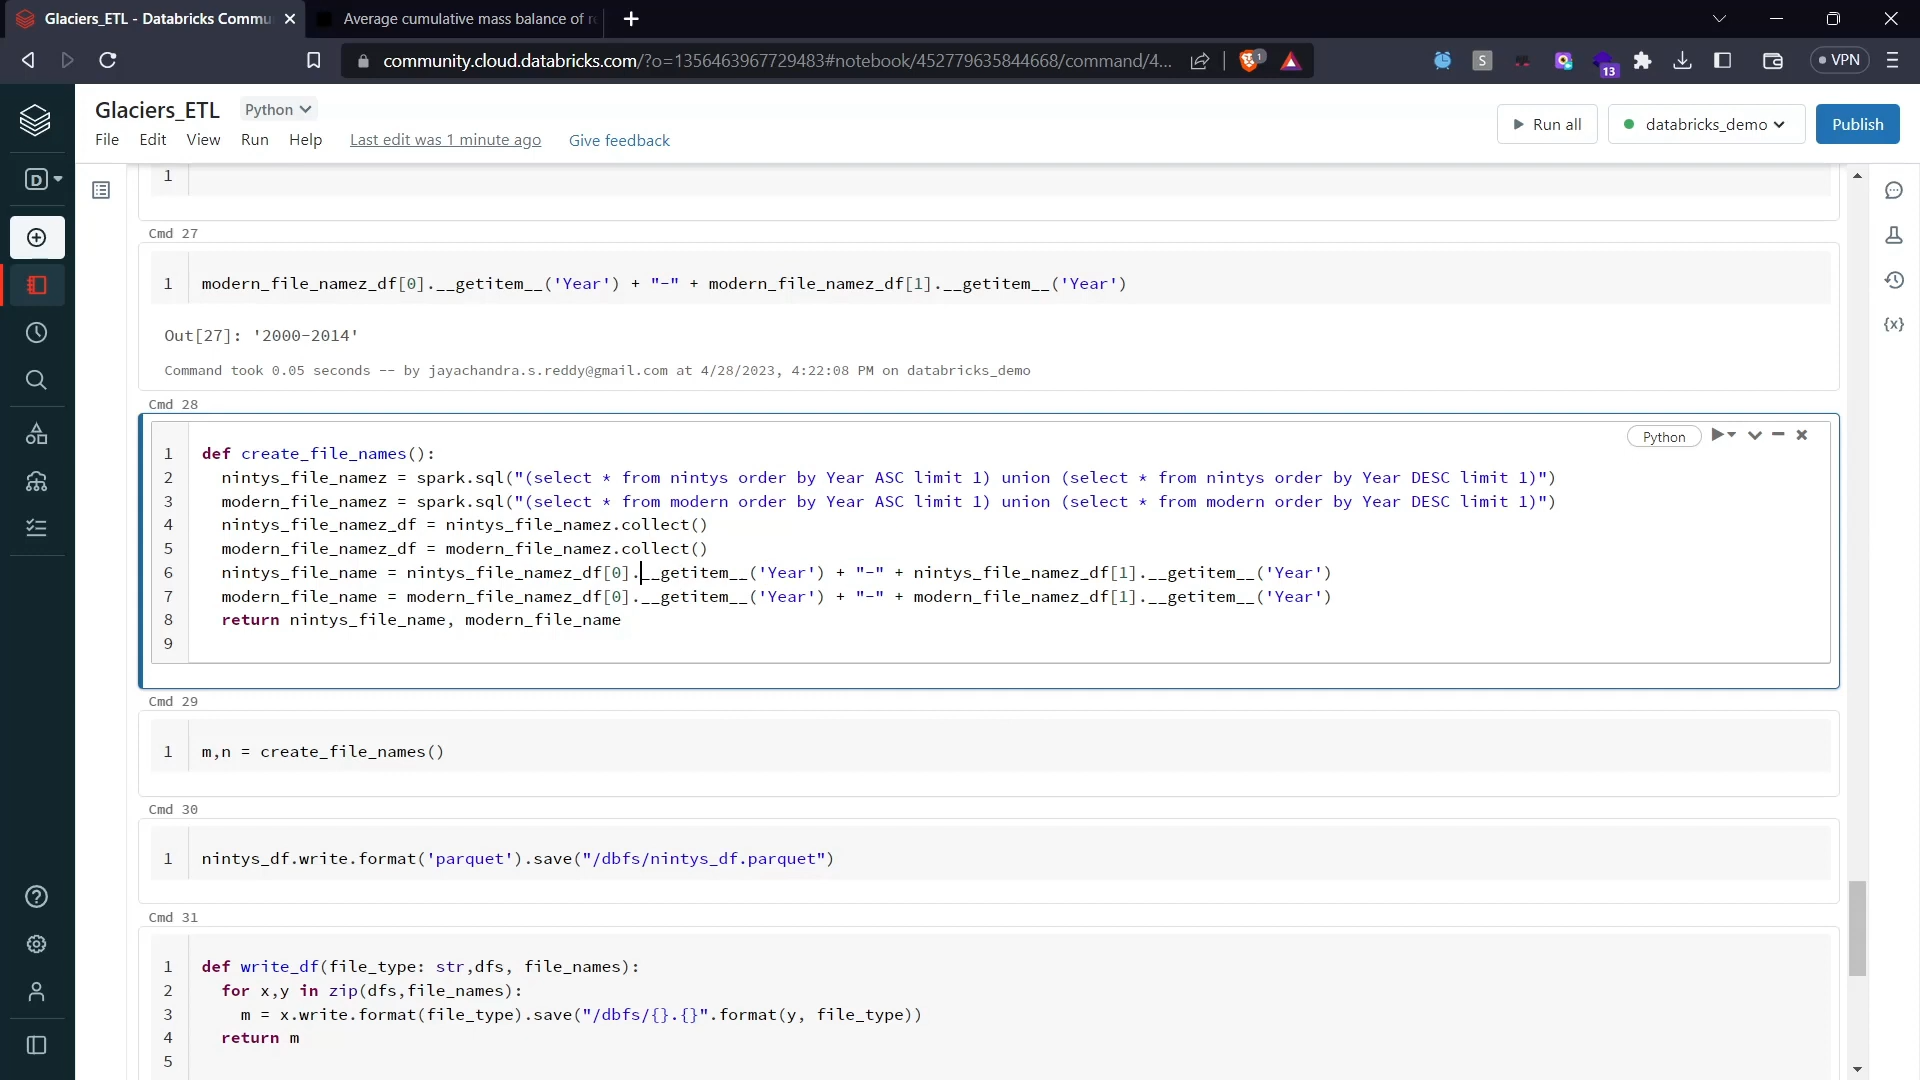 Glaciers_ETL - Databricks Commu
Average cumulative mass balance of r
community.cloud.databricks.com/?o=1356463967729483#notebook/452779635844668/command/4...
1
13
VPN
Glaciers_ETL Python
File Edit View Run Help Last edit was 1 minute ago Give feedback
Run all
databricks_demo
Publish
D
1
Cmd 27
1 modern_file_namez_df[0].__getitem__('Year') + "-" + modern_file_namez_df[1].__getitem__('Year')
Out[27]: '2000-2014'
Command took 0.05 seconds -- by jayachandra.s.reddy@gmail.com at 4/28/2023, 4:22:08 PM on databricks_demo
Cmd 28
Python
1 def create_file_names():
2 nintys_file_namez = spark.sql("(select * from nintys order by Year ASC limit 1) union (select * from nintys order by Year DESC limit 1)")
3 modern_file_namez = spark.sql("(select * from modern order by Year ASC limit 1) union (select * from modern order by Year DESC limit 1)")
4 nintys_file_namez_df = nintys_file_namez.collect()
5 modern_file_namez_df = modern_file_namez.collect()
6 nintys_file_name = nintys_file_namez_df[0].__getitem__('Year') + "-" + nintys_file_namez_df[1].__getitem__('Year')
7 modern_file_name = modern_file_namez_df[0].__getitem__('Year') + "-" + modern_file_namez_df[1].__getitem__('Year')
8 return nintys_file_name, modern_file_name
9
Cmd 29
1 m,n = create_file_names()
Cmd 30
1 nintys_df.write.format('parquet').save("/dbfs/nintys_df.parquet")
Cmd 31
1 def write_df(file_type: str,dfs, file_names):
2 for x,y in zip(dfs,file_names):
3 m = x.write.format(file_type).save("/dbfs/{}.{}".format(y, file_type))
4 return m
5
S
{x}